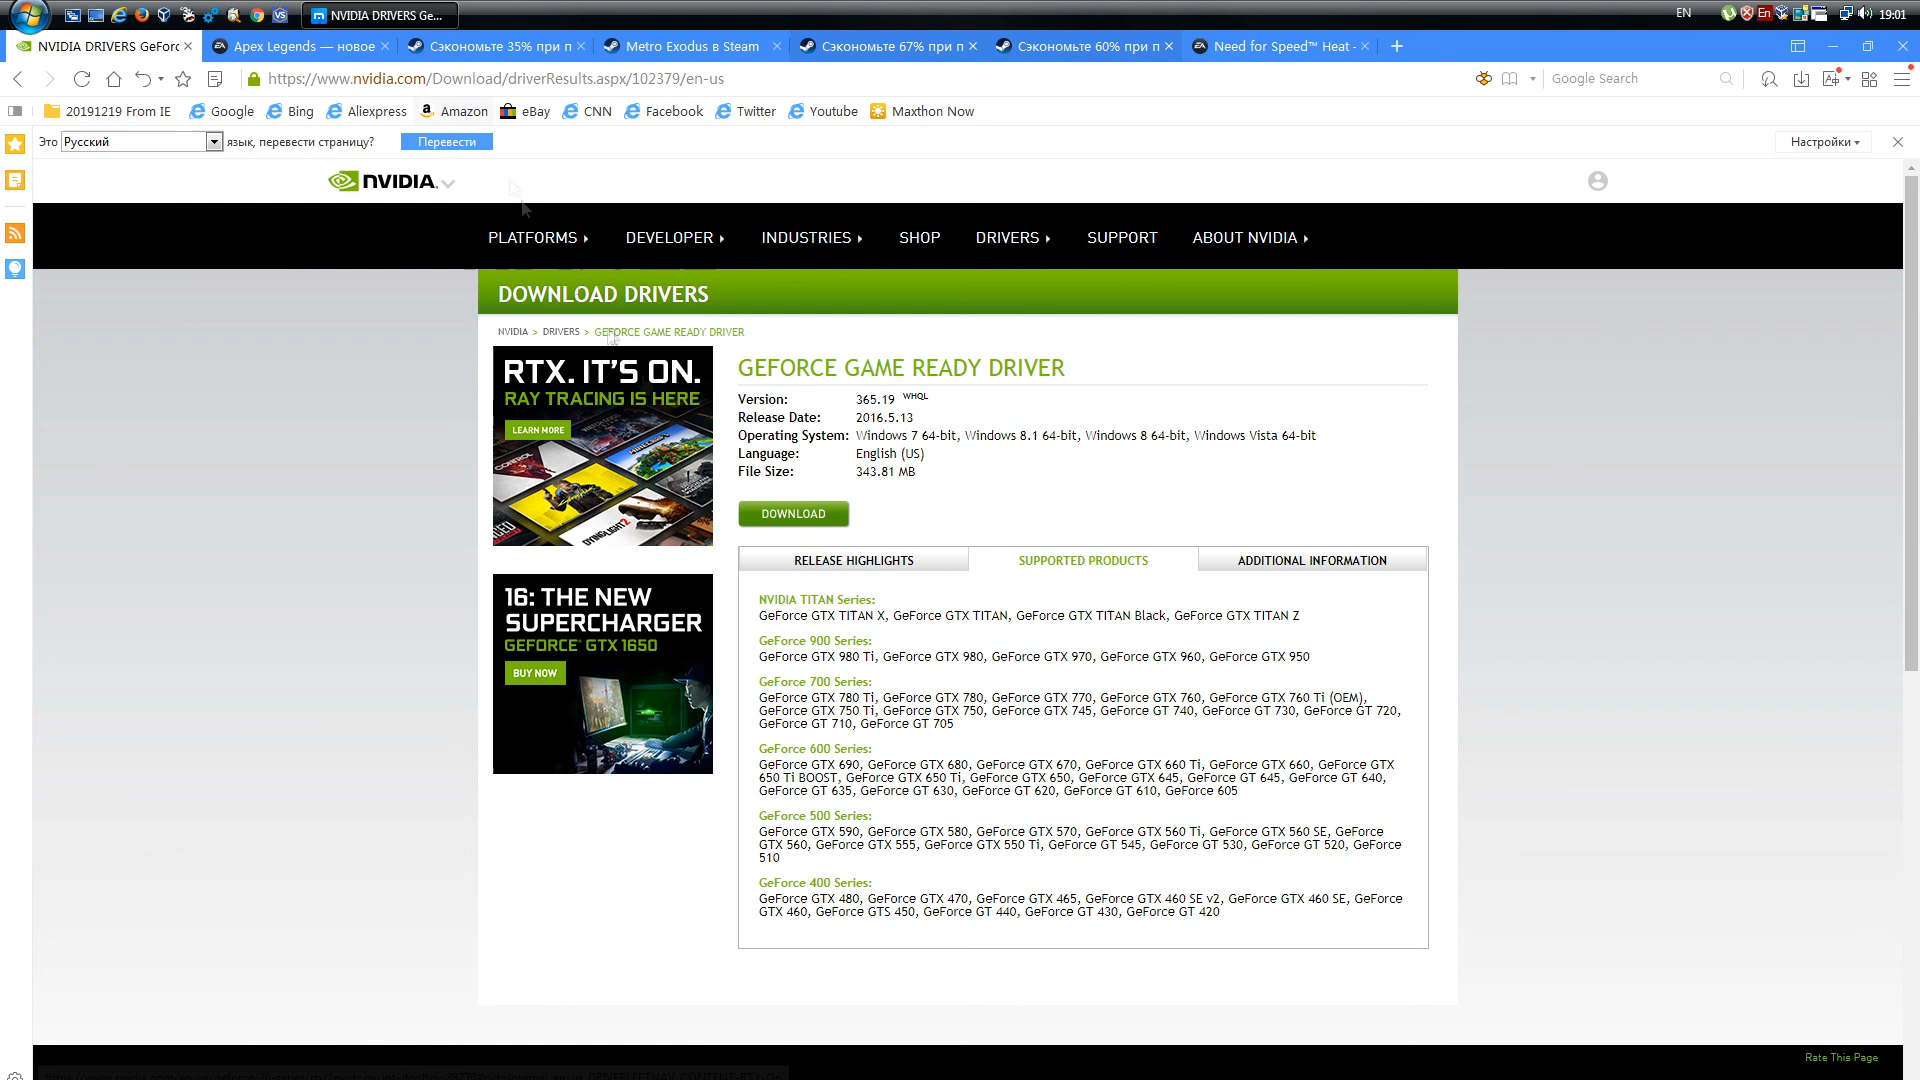 NVIDIA DRIVERS Ge...
EN
19:01
NVIDIA DRIVERS GeForc
Apex Legends — новое
Сэкономьте 35% при п
Metro Exodus в Steam
Сэкономьте 67% при п
Сэкономьте 60% при п
Need for Speed™ Heat -
https://www.nvidia.com/Download/driverResults.aspx/102379/en-us
Google Search
20191219 From IE
Google
Bing
Aliexpress
Amazon
eBay
CNN
Facebook
Twitter
Youtube
Maxthon Now
Это Русский язык, перевести страницу? Перевести
Настройки
NVIDIA.
PLATFORMS DEVELOPER INDUSTRIES SHOP DRIVERS SUPPORT ABOUT NVIDIA
DOWNLOAD DRIVERS
NVIDIA > DRIVERS > GEFORCE GAME READY DRIVER
RTX. IT'S ON.
RAY TRACING IS HERE
LEARN MORE
CONTROL
MINECRAFT
DYING LIGHT 2
16: THE NEW
SUPERCHARGER
GEFORCE® GTX 1650
BUY NOW
GEFORCE GAME READY DRIVER
Version: 365.19 WHQL
Release Date: 2016.5.13
Operating System: Windows 7 64-bit, Windows 8.1 64-bit, Windows 8 64-bit, Windows Vista 64-bit
Language: English (US)
File Size: 343.81 MB
DOWNLOAD
RELEASE HIGHLIGHTS
SUPPORTED PRODUCTS
ADDITIONAL INFORMATION
NVIDIA TITAN Series:
GeForce GTX TITAN X, GeForce GTX TITAN, GeForce GTX TITAN Black, GeForce GTX TITAN Z
GeForce 900 Series:
GeForce GTX 980 Ti, GeForce GTX 980, GeForce GTX 970, GeForce GTX 960, GeForce GTX 950
GeForce 700 Series:
GeForce GTX 780 Ti, GeForce GTX 780, GeForce GTX 770, GeForce GTX 760, GeForce GTX 760 Ti (OEM),
GeForce GTX 750 Ti, GeForce GTX 750, GeForce GTX 745, GeForce GT 740, GeForce GT 730, GeForce GT 720,
GeForce GT 710, GeForce GT 705
GeForce 600 Series:
GeForce GTX 690, GeForce GTX 680, GeForce GTX 670, GeForce GTX 660 Ti, GeForce GTX 660, GeForce GTX
650 Ti BOOST, GeForce GTX 650 Ti, GeForce GTX 650, GeForce GTX 645, GeForce GT 645, GeForce GT 640,
GeForce GT 635, GeForce GT 630, GeForce GT 620, GeForce GT 610, GeForce 605
GeForce 500 Series:
GeForce GTX 590, GeForce GTX 580, GeForce GTX 570, GeForce GTX 560 Ti, GeForce GTX 560 SE, GeForce
GTX 560, GeForce GTX 555, GeForce GTX 550 Ti, GeForce GT 545, GeForce GT 530, GeForce GT 520, GeForce
510
GeForce 400 Series:
GeForce GTX 480, GeForce GTX 470, GeForce GTX 465, GeForce GTX 460 SE v2, GeForce GTX 460 SE, GeForce
GTX 460, GeForce GTS 450, GeForce GT 440, GeForce GT 430, GeForce GT 420
Rate This Page